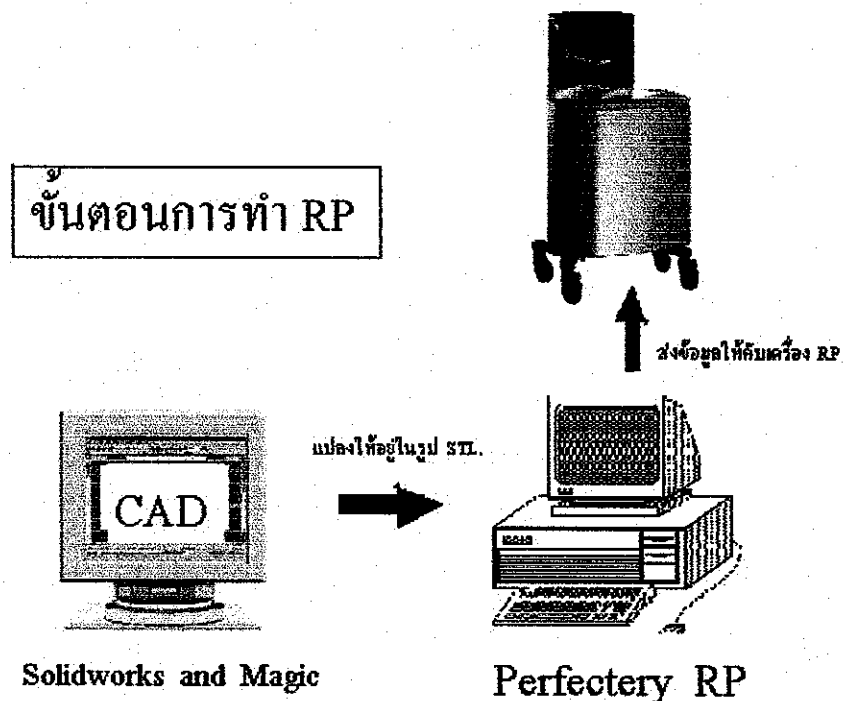 ขั้นตอนการทำ RP
ส่งข้อมูลให้กับเครื่อง RP
แปลงให้อยู่ในรูป STL.
CAD
Solidworks and Magic
Perfectery RP